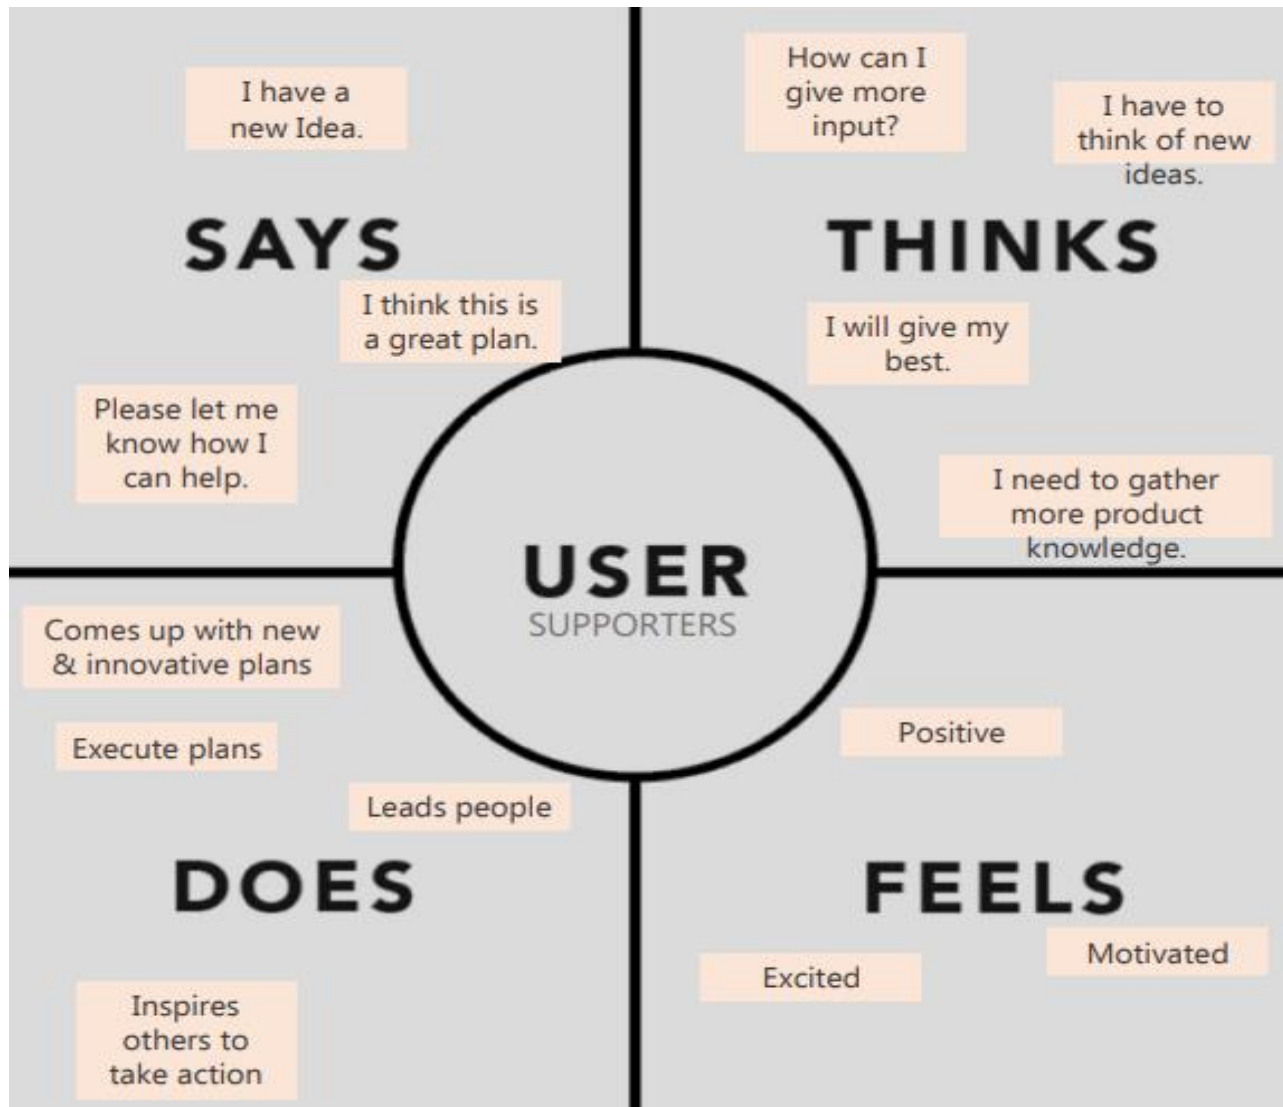 I have a
new Idea.
SAYS
I think this is
a great plan.
Please let me
know how I
can help.
How can I
give more
input?
I have to
think of new
ideas.
THINKS
I will give my
best.
I need to gather
more product
knowledge.
USER
SUPPORTERS
Comes up with new
& innovative plans
Execute plans
Leads people
DOES
Inspires
others to
take action
Positive
FEELS
Motivated
Excited